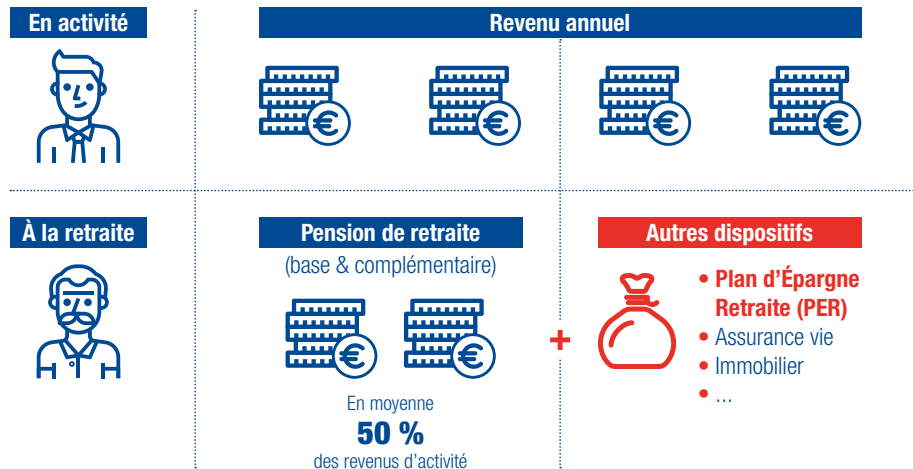 En activité
Revenu annuel
€ € € €
À la retraite
Pension de retraite
(base & complémentaire)
€ €
En moyenne
50 %
des revenus d'activité
+
Autres dispositifs
• Plan d'Épargne
Retraite (PER)
• Assurance vie
• Immobilier
• ...